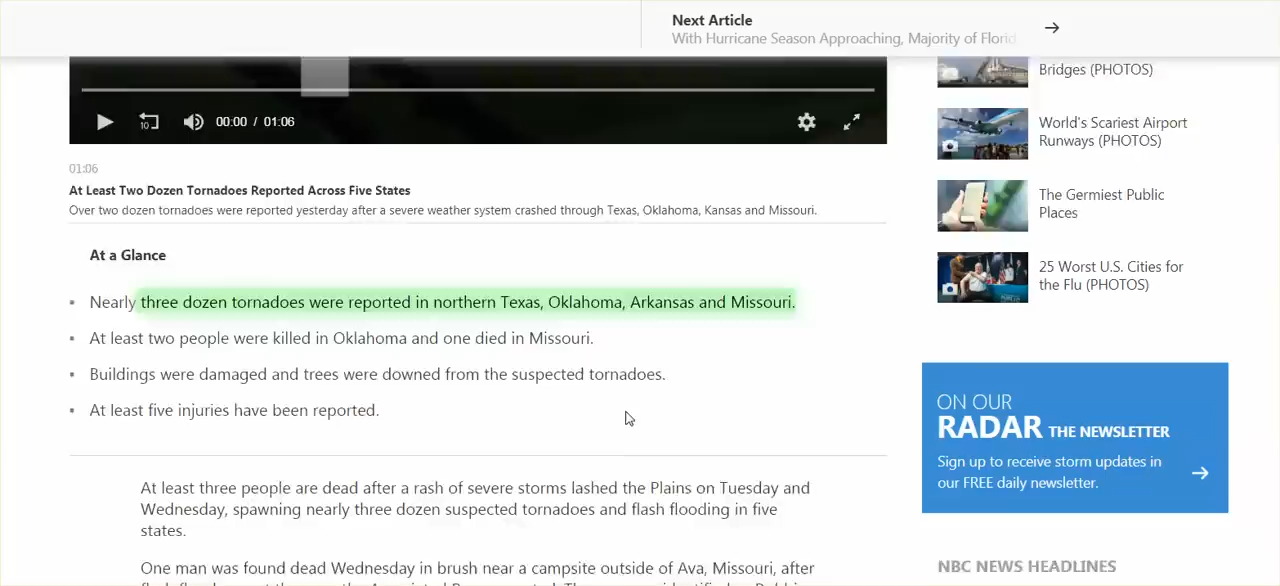 Next Article
With Hurricane Season Approaching, Majority of Florid
Bridges (PHOTOS)
World's Scariest Airport
Runways (PHOTOS)
The Germiest Public
Places
25 Worst U.S. Cities for
the Flu (PHOTOS)
10
00:00 / 01:06
01:06
At Least Two Dozen Tornadoes Reported Across Five States
Over two dozen tornadoes were reported yesterday after a severe weather system crashed through Texas, Oklahoma, Kansas and Missouri.
At a Glance
Nearly three dozen tornadoes were reported in northern Texas, Oklahoma, Arkansas and Missouri.
At least two people were killed in Oklahoma and one died in Missouri.
Buildings were damaged and trees were downed from the suspected tornadoes.
At least five injuries have been reported.
At least three people are dead after a rash of severe storms lashed the Plains on Tuesday and
Wednesday, spawning nearly three dozen suspected tornadoes and flash flooding in five
states.
One man was found dead Wednesday in brush near a campsite outside of Ava, Missouri, after
ON OUR
RADAR THE NEWSLETTER
Sign up to receive storm updates in
our FREE daily newsletter.
NBC NEWS HEADLINES